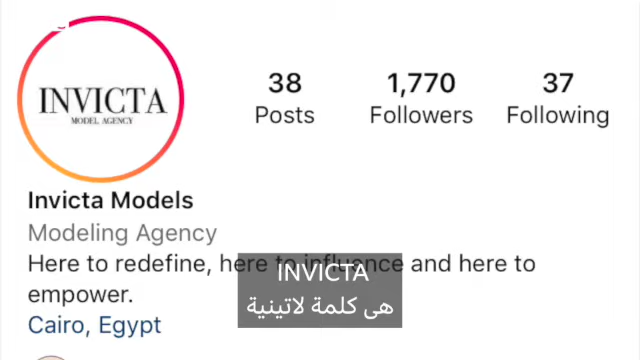 INVICTA
MODEL AGENCY
38
Posts
1,770
Followers
37
Following
Invicta Models
Modeling Agency
Here to redefine, here to influence and here to
empower.
Cairo, Egypt
INVICTA
هى كلمة لاتينية